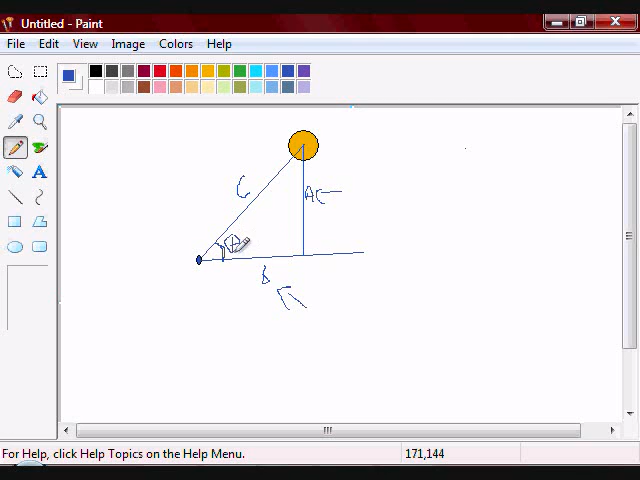 Untitled - Paint
File Edit View Image Colors Help
C
A
θ
b
For Help, click Help Topics on the Help Menu.
171,144